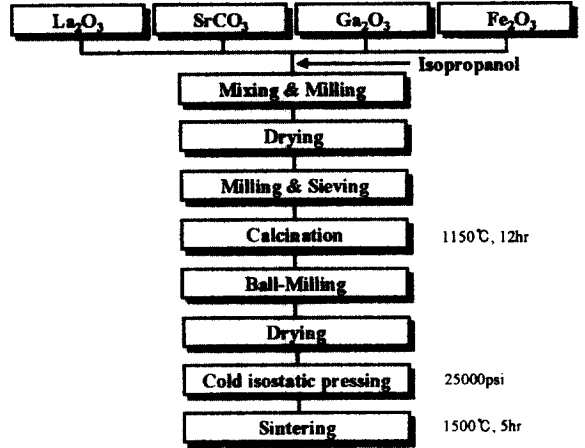 La₂O₃ SrCO₃ Ga₂O₃ Fe₂O₃
Isopropanol
Mixing & Milling
Drying
Milling & Sieving
Calcination 1150℃, 12hr
Ball-Milling
Drying
Cold isostatic pressing 25000psi
Sintering 1500℃, 5hr